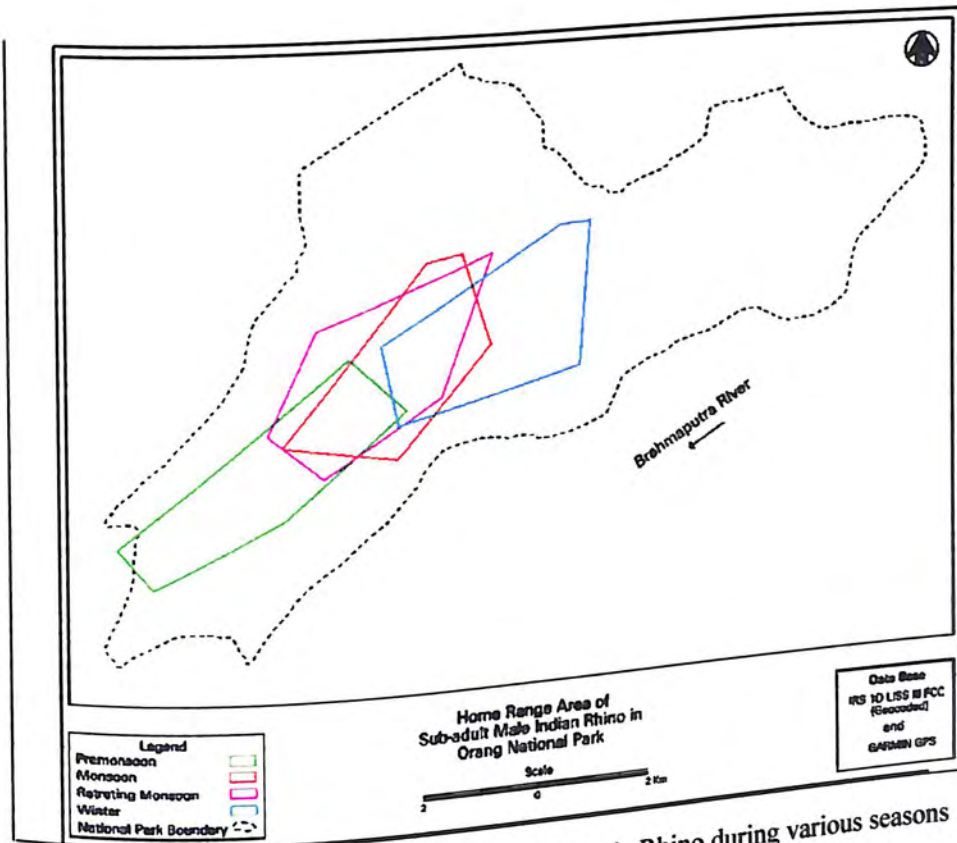 Brahmaputra River
Home Range Area of
Sub-adult Male Indian Rhino in
Orang National Park
Scale
2 0 2 Km
Data Base
IRS 1D LISS III FCC
(Geocoded)
and
GARMIN GPS
Legend
Premonsoon
Monsoon
Retreting Monsoon
Winter
National Park Boundary
Rhino during various seasons